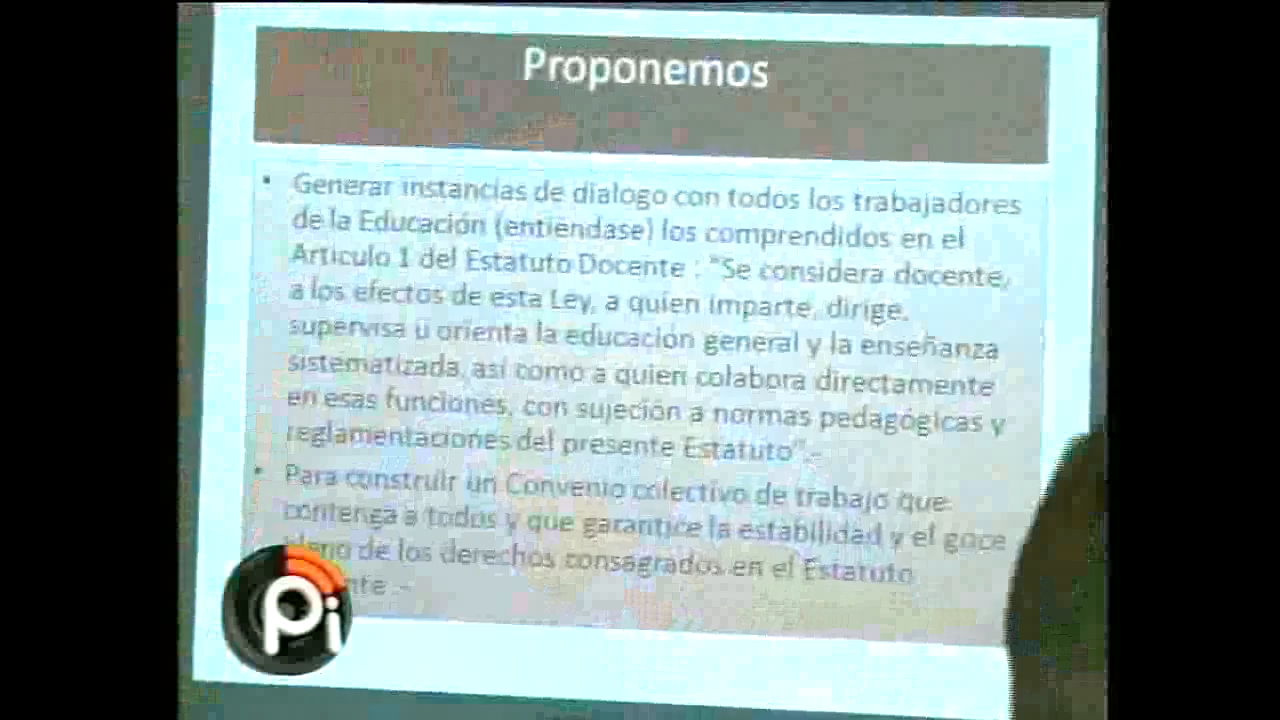 Proponemos
• Generar instancias de dialogo con todos los trabajadores
de la Educación (entiéndase) los comprendidos en el
Articulo 1 del Estatuto Docente : "Se considera docente,
a los efectos de esta Ley, a quien imparte, dirige,
supervisa u orienta la educación general y la enseñanza
sistematizada, así como a quien colabora directamente
en esas funciones, con sujeción a normas pedagógicas y
reglamentaciones del presente Estatuto".-
• Para construir un Convenio colectivo de trabajo que
contenga a todos y que garantice la estabilidad y el goce
pleno de los derechos consagrados en el Estatuto
nte .-
Pi